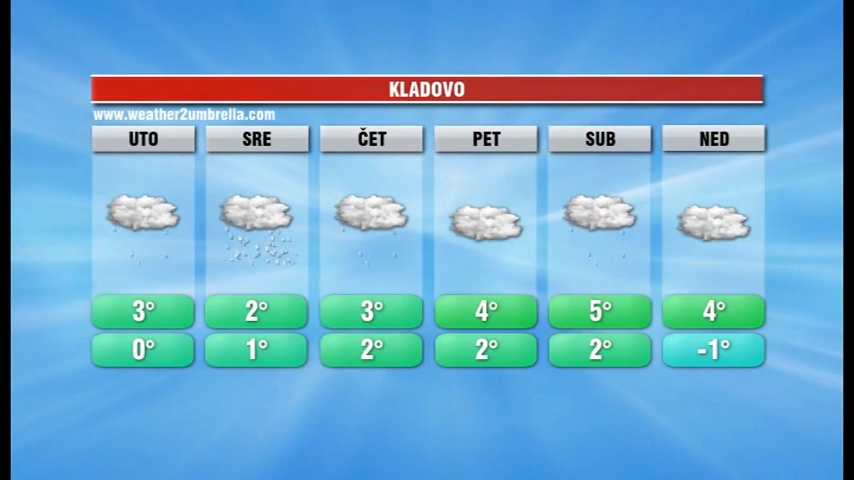 KLADOVO
www.weather2umbrella.com
UTO SRE ČET PET SUB NED
3° 2° 3° 4° 5° 4°
0° 1° 2° 2° 2° -1°